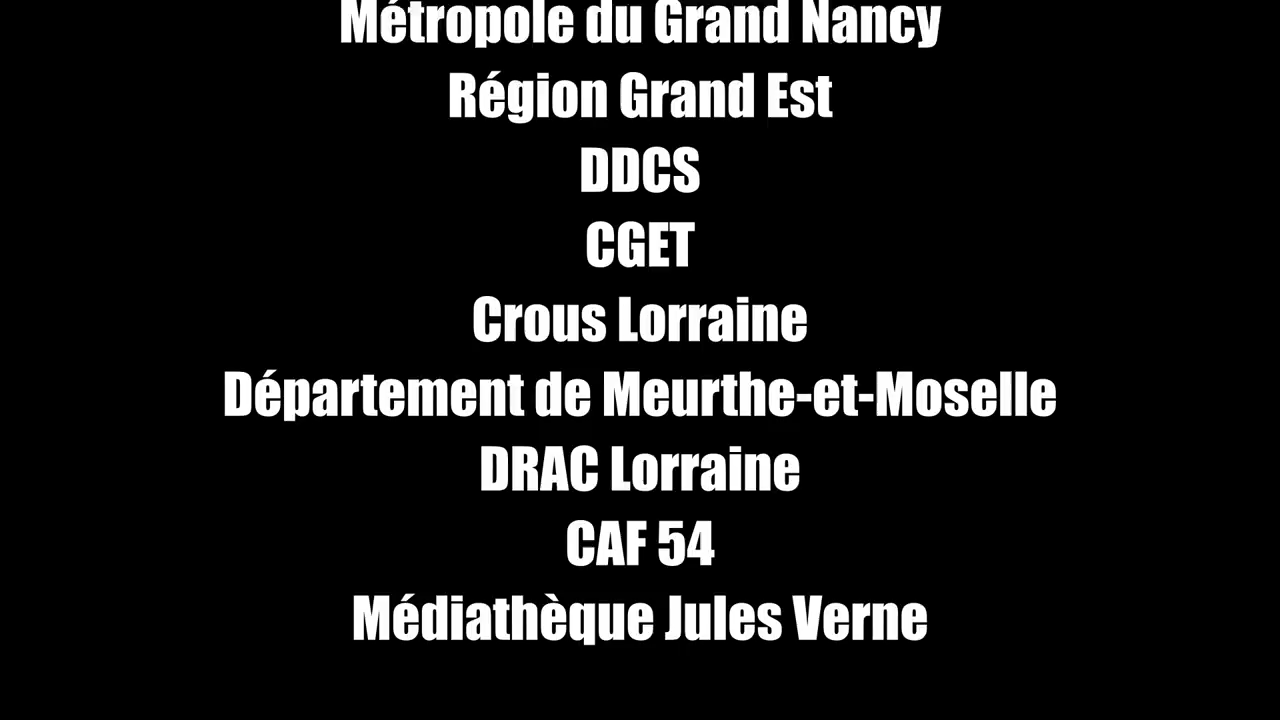 Métropole du Grand Nancy
Région Grand Est
DDCS
CGET
Crous Lorraine
Département de Meurthe-et-Moselle
DRAC Lorraine
CAF 54
Médiathèque Jules Verne